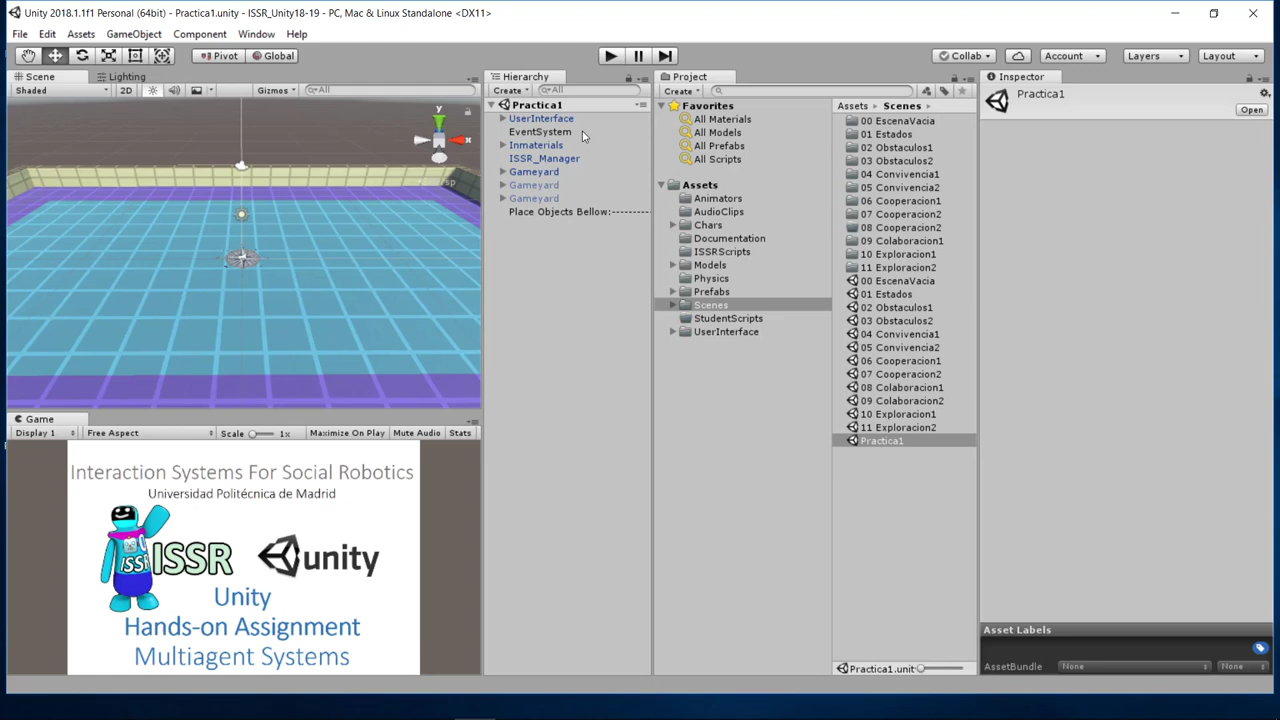 Unity 2018.1.1f1 Personal (64bit) - Practica1.unity - ISSR_Unity18-19 - PC, Mac & Linux Standalone <DX11>
File Edit Assets GameObject Component Window Help
Pivot Global Collab Account Layers Layout
Scene Lighting
Shaded 2D Gizmos All
y
x
Game
Display 1 Free Aspect Scale 1x Maximize On Play Mute Audio Stats
Interaction Systems For Social Robotics
Universidad Politécnica de Madrid
ISSR
ISSR unity
Unity
Hands-on Assignment
Multiagent Systems
Hierarchy
Create All
Practica1
UserInterface
EventSystem
Inmaterials
ISSR_Manager
Gameyard
Gameyard
Gameyard
Place Objects Bellow:---------
Project
Create
Favorites
All Materials
All Models
All Prefabs
All Scripts
Assets
Animators
AudioClips
Chars
Documentation
ISSRScripts
Models
Physics
Prefabs
Scenes
StudentScripts
UserInterface
Assets Scenes
00 EscenaVacia
01 Estados
02 Obstaculos1
03 Obstaculos2
04 Convivencia1
05 Convivencia2
06 Cooperacion1
07 Cooperacion2
08 Cooperacion2
09 Colaboracion1
10 Exploracion1
11 Exploracion2
00 EscenaVacia
01 Estados
02 Obstaculos1
03 Obstaculos2
04 Convivencia1
05 Convivencia2
06 Cooperacion1
07 Cooperacion2
08 Colaboracion1
09 Colaboracion2
10 Exploracion1
11 Exploracion2
Practica1
Practica1.unit
Inspector
Practica1
Open
Asset Labels
AssetBundle None None